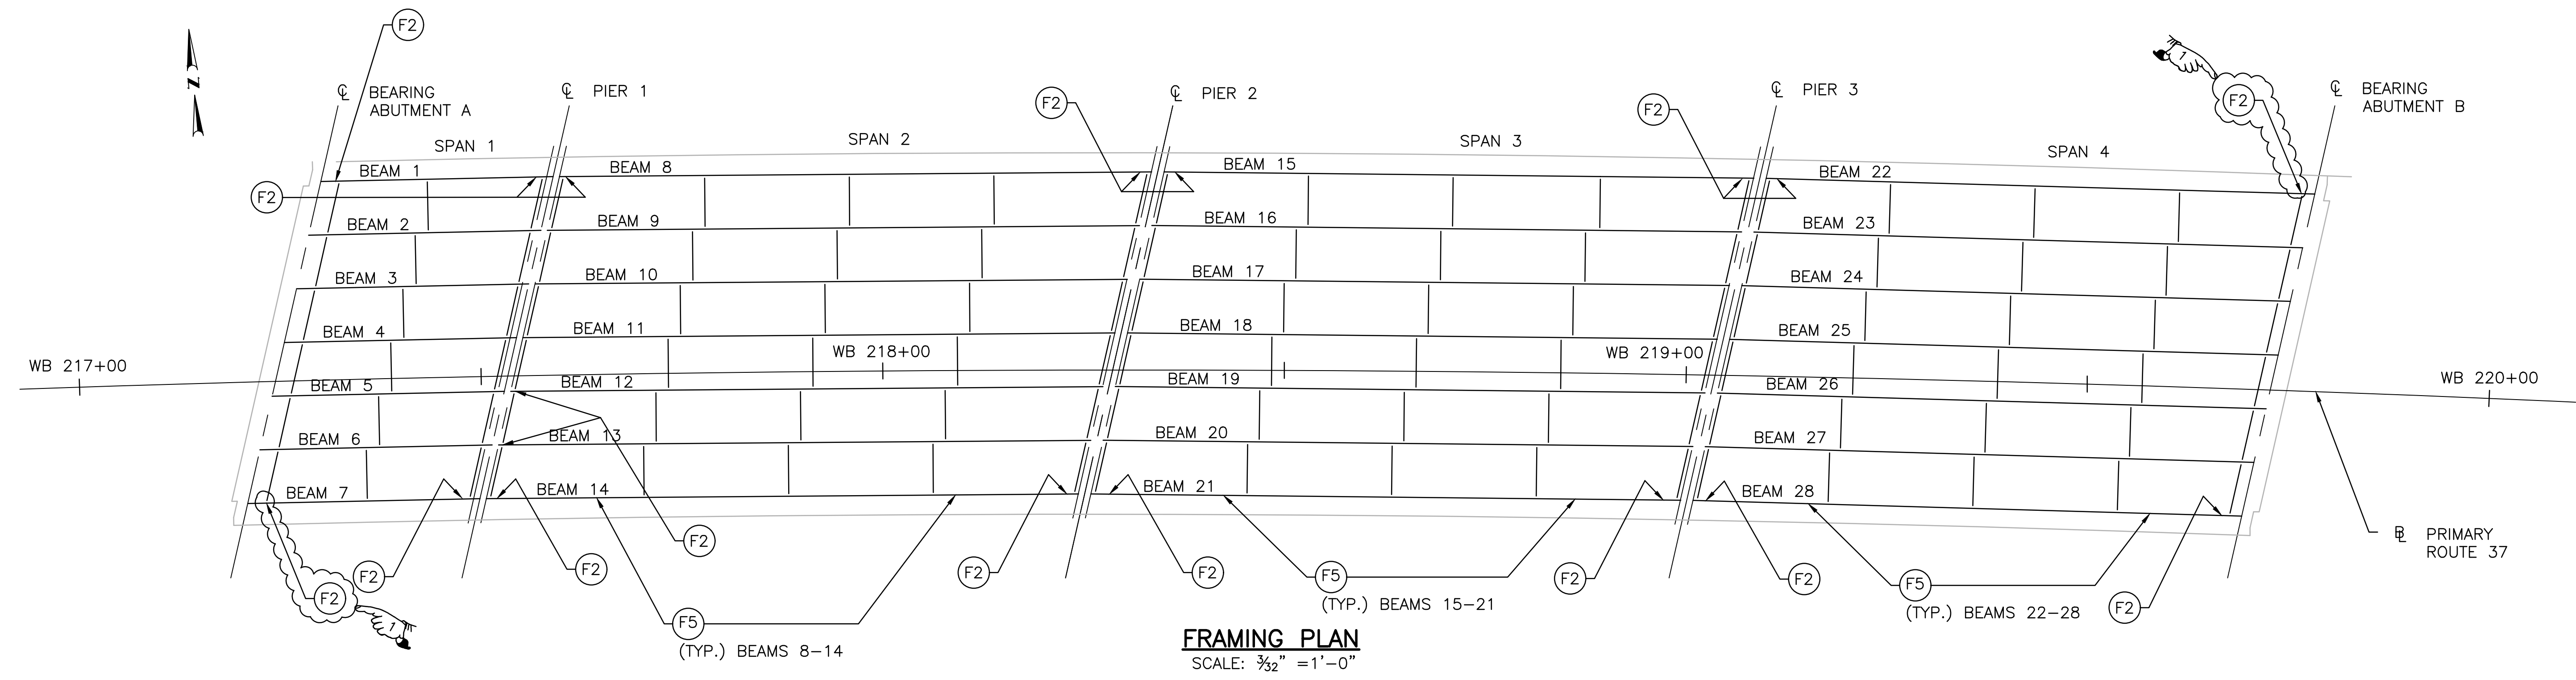 F2
N
℄ BEARING
ABUTMENT A
℄ PIER 1
F2
℄ PIER 2
F2
℄ PIER 3
1
F2
℄ BEARING
ABUTMENT B
SPAN 1
SPAN 2
SPAN 3
SPAN 4
BEAM 1
BEAM 8
BEAM 15
BEAM 22
F2
BEAM 2
BEAM 9
BEAM 16
BEAM 23
BEAM 3
BEAM 10
BEAM 17
BEAM 24
BEAM 4
BEAM 11
BEAM 18
BEAM 25
WB 217+00
WB 218+00
WB 219+00
WB 220+00
BEAM 5
BEAM 12
BEAM 19
BEAM 26
BEAM 6
BEAM 13
BEAM 20
BEAM 27
BEAM 7
BEAM 14
BEAM 21
BEAM 28
F2
F2
F2
F2
F2
F2
F2
F2
F2
1
F5
(TYP.) BEAMS 8-14
F5
(TYP.) BEAMS 15-21
F5
(TYP.) BEAMS 22-28
BL PRIMARY
ROUTE 37
FRAMING PLAN
SCALE: 3/32" =1'-0"